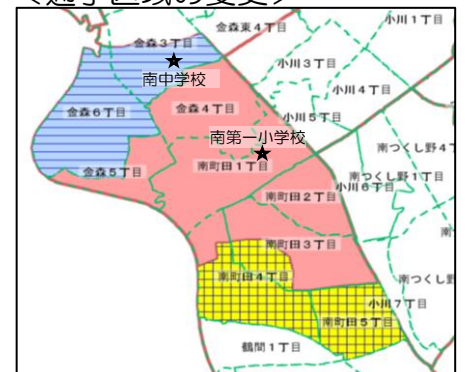 <通学区域の変更>
小川1丁目
金森東4丁目
金森3丁目
南中学校
小川3丁目
小川4丁目
金森6丁目
金森4丁目
小川5丁目
南第一小学校
南つくし野4丁
金森5丁目
南町田1丁目
南つくし野1丁目
小川6丁目
南町田2丁目
南
南町田3丁目
南町田4丁目
南つくし
小川7丁目
南町田5丁目
鶴間1丁目